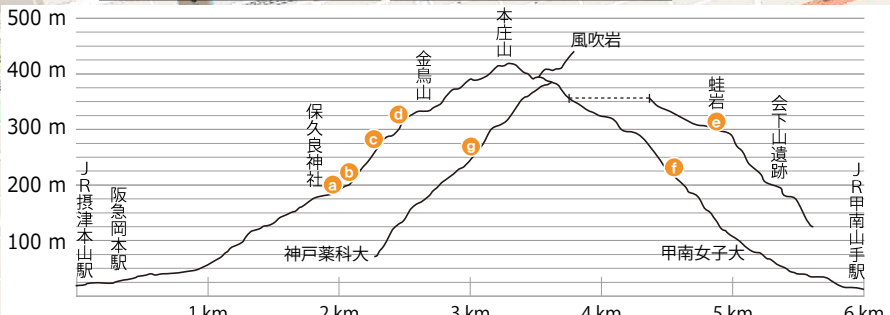 500 m
400 m
300 m
200 m
100 m
本庄山
風吹岩
金鳥山
蛙岩
会下山遺跡
保久良神社
JR摂津本山駅
阪急岡本駅
JR甲南山手駅
神戸薬科大
甲南女子大
a
b
c
d
e
f
g
1 km
2 km
3 km
4 km
5 km
6 km